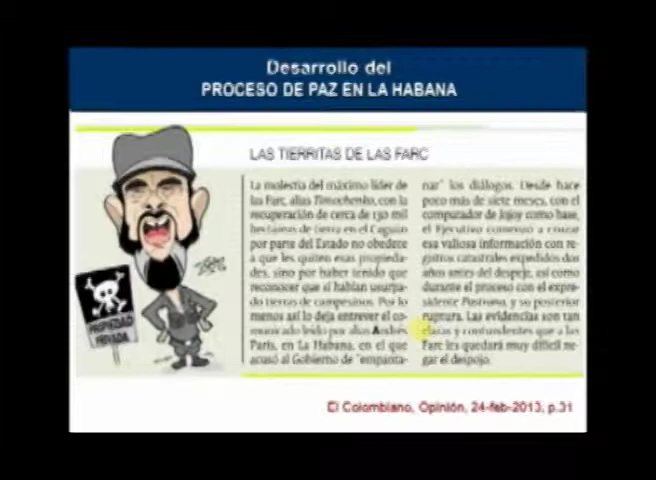 Desarrollo del
PROCESO DE PAZ EN LA HABANA
LAS TIERRITAS DE LAS FARC
La molestia del máximo líder de
las Farc, alias Timochenko, con la
recuperación de cerca de 130 mil
hectáreas de tierra en el Caguán
por parte del Estado no obedece
a que les quiten esas propieda-
des, sino por haber tenido que
reconocer que sí habían usurpa-
do tierras de campesinos. Por lo
menos así lo deja entrever el co-
municado leído por alias Andrés
París, en La Habana, en el que
acusó al Gobierno de "empanta-
nar" los diálogos. Desde hace
poco más de siete meses, con el
computador de Jojoy como base,
el Ejecutivo comenzó a cruzar
esa valiosa información con re-
gistros catastrales expedidos dos
años antes del despeje, así como
durante el proceso con el expre-
sidente Pastrana, y su posterior
ruptura. Las evidencias son tan
claras y contundentes que a las
Farc les quedará muy difícil ne-
gar el despojo.
PROPIEDAD
PRIVADA
El Colombiano, Opinión, 24-feb-2013, p.31